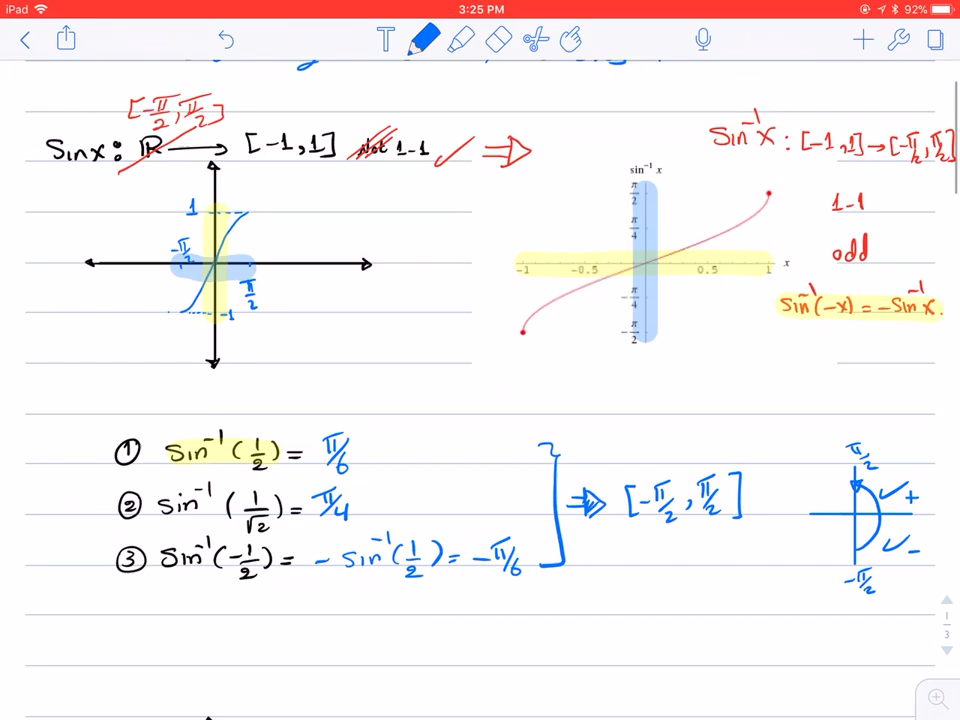 iPad 3:25 PM 92%
T
[-π/2, π/2]
Sinx: ℝ → [-1,1] not 1-1 ✓ ⇒
Sin⁻¹x : [-1,1] → [-π/2, π/2]
1
-π/2
π/2
-1
sin⁻¹ x
π/2
π/4
-1 -0.5 0.5 1 x
-π/4
-π/2
1-1
odd
Sin⁻¹(-x) = -Sin⁻¹x.
① Sin⁻¹(1/2) = π/6
② Sin⁻¹(1/√2) = π/4
③ Sin⁻¹(-1/2) = - Sin⁻¹(1/2) = -π/6
⇒ [-π/2, π/2]
π/2
✓ +
✓ -
-π/2
1
3